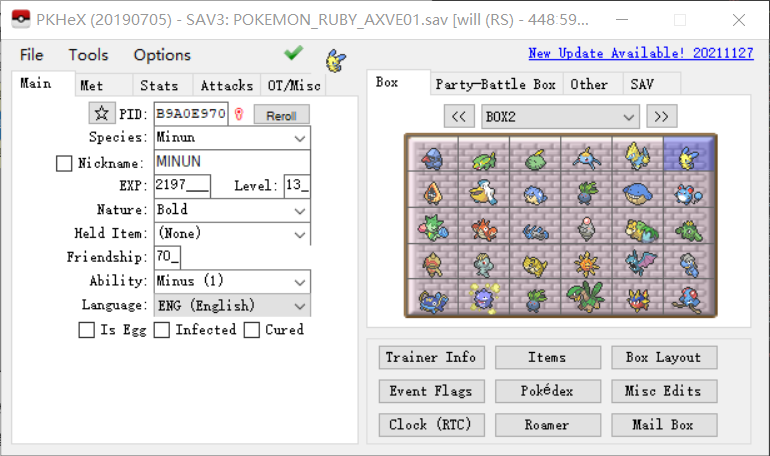 PKHeX (20190705) - SAV3: POKEMON_RUBY_AXVE01.sav [will (RS) - 448:59...
File Tools Options
New Update Available! 20211127
Main Met Stats Attacks OT/Misc
PID: B9A0E970 Reroll
Species: Minun
Nickname: MINUN
EXP: 2197___ Level: 13_
Nature: Bold
Held Item: (None)
Friendship: 70_
Ability: Minus (1)
Language: ENG (English)
Is Egg Infected Cured
Box Party-Battle Box Other SAV
<< BOX2 >>
Trainer Info Items Box Layout
Event Flags Pokédex Misc Edits
Clock (RTC) Roamer Mail Box